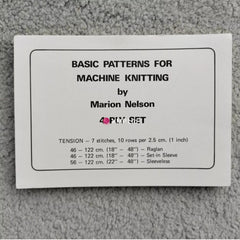 BASIC PATTERNS FOR
MACHINE KNITTING
by
Marion Nelson
4 PLY SET
TENSION – 7 stitches, 10 rows per 2.5 cm. (1 inch)
46 – 122 cm. (18" – 48") – Raglan
46 – 122 cm. (18" – 48") – Set-in Sleeve
56 – 122 cm. (22" – 48") – Sleeveless